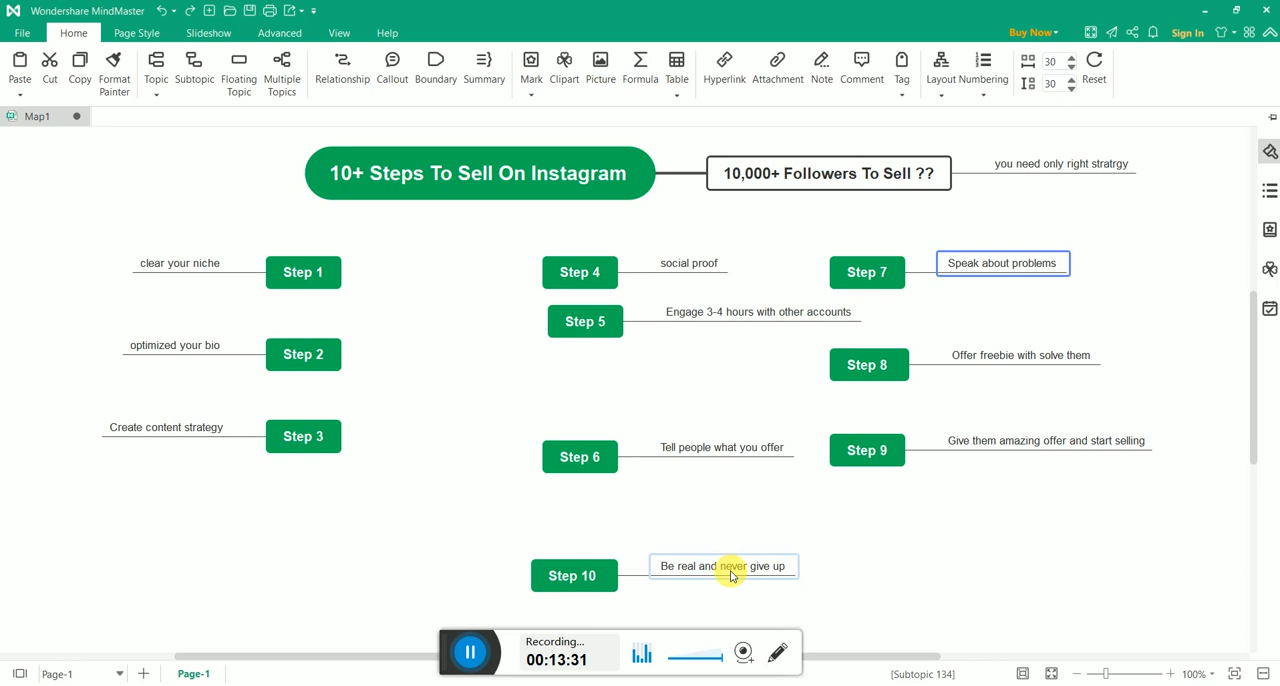 Wondershare MindMaster
File Home Page Style Slideshow Advanced View Help Buy Now Sign In
Paste Cut Copy Format Painter Topic Subtopic Floating Topic Multiple Topics Relationship Callout Boundary Summary Mark Clipart Picture Formula Table Hyperlink Attachment Note Comment Tag Layout Numbering 30 30 Reset
Map1
10+ Steps To Sell On Instagram
10,000+ Followers To Sell ??
you need only right stratrgy
clear your niche
Step 1
Step 4
social proof
Step 7
Speak about problems
Step 5
Engage 3-4 hours with other accounts
optimized your bio
Step 2
Step 8
Offer freebie with solve them
Create content strategy
Step 3
Step 6
Tell people what you offer
Step 9
Give them amazing offer and start selling
Step 10
Be real and never give up
Recording...
00:13:31
Page-1
Page-1
[Subtopic 134]
100%